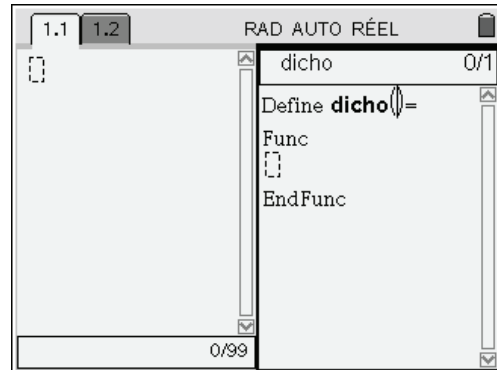 1.1 1.2 RAD AUTO RÉEL
dicho 0/1
Define dicho()=
Func
EndFunc
0/99